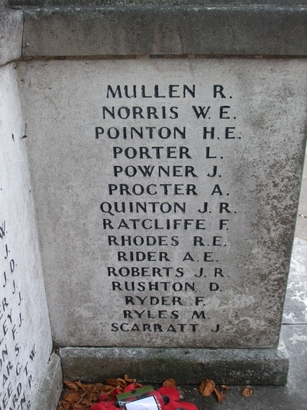 MULLEN R.
NORRIS W.E.
POINTON H.E.
PORTER L.
POWNER J.
PROCTER A.
QUINTON J.R.
RATCLIFFE F.
RHODES R.E.
RIDER A.E.
ROBERTS J.R.
RUSHTON D.
RYDER F.
RYLES M.
SCARRATT J.